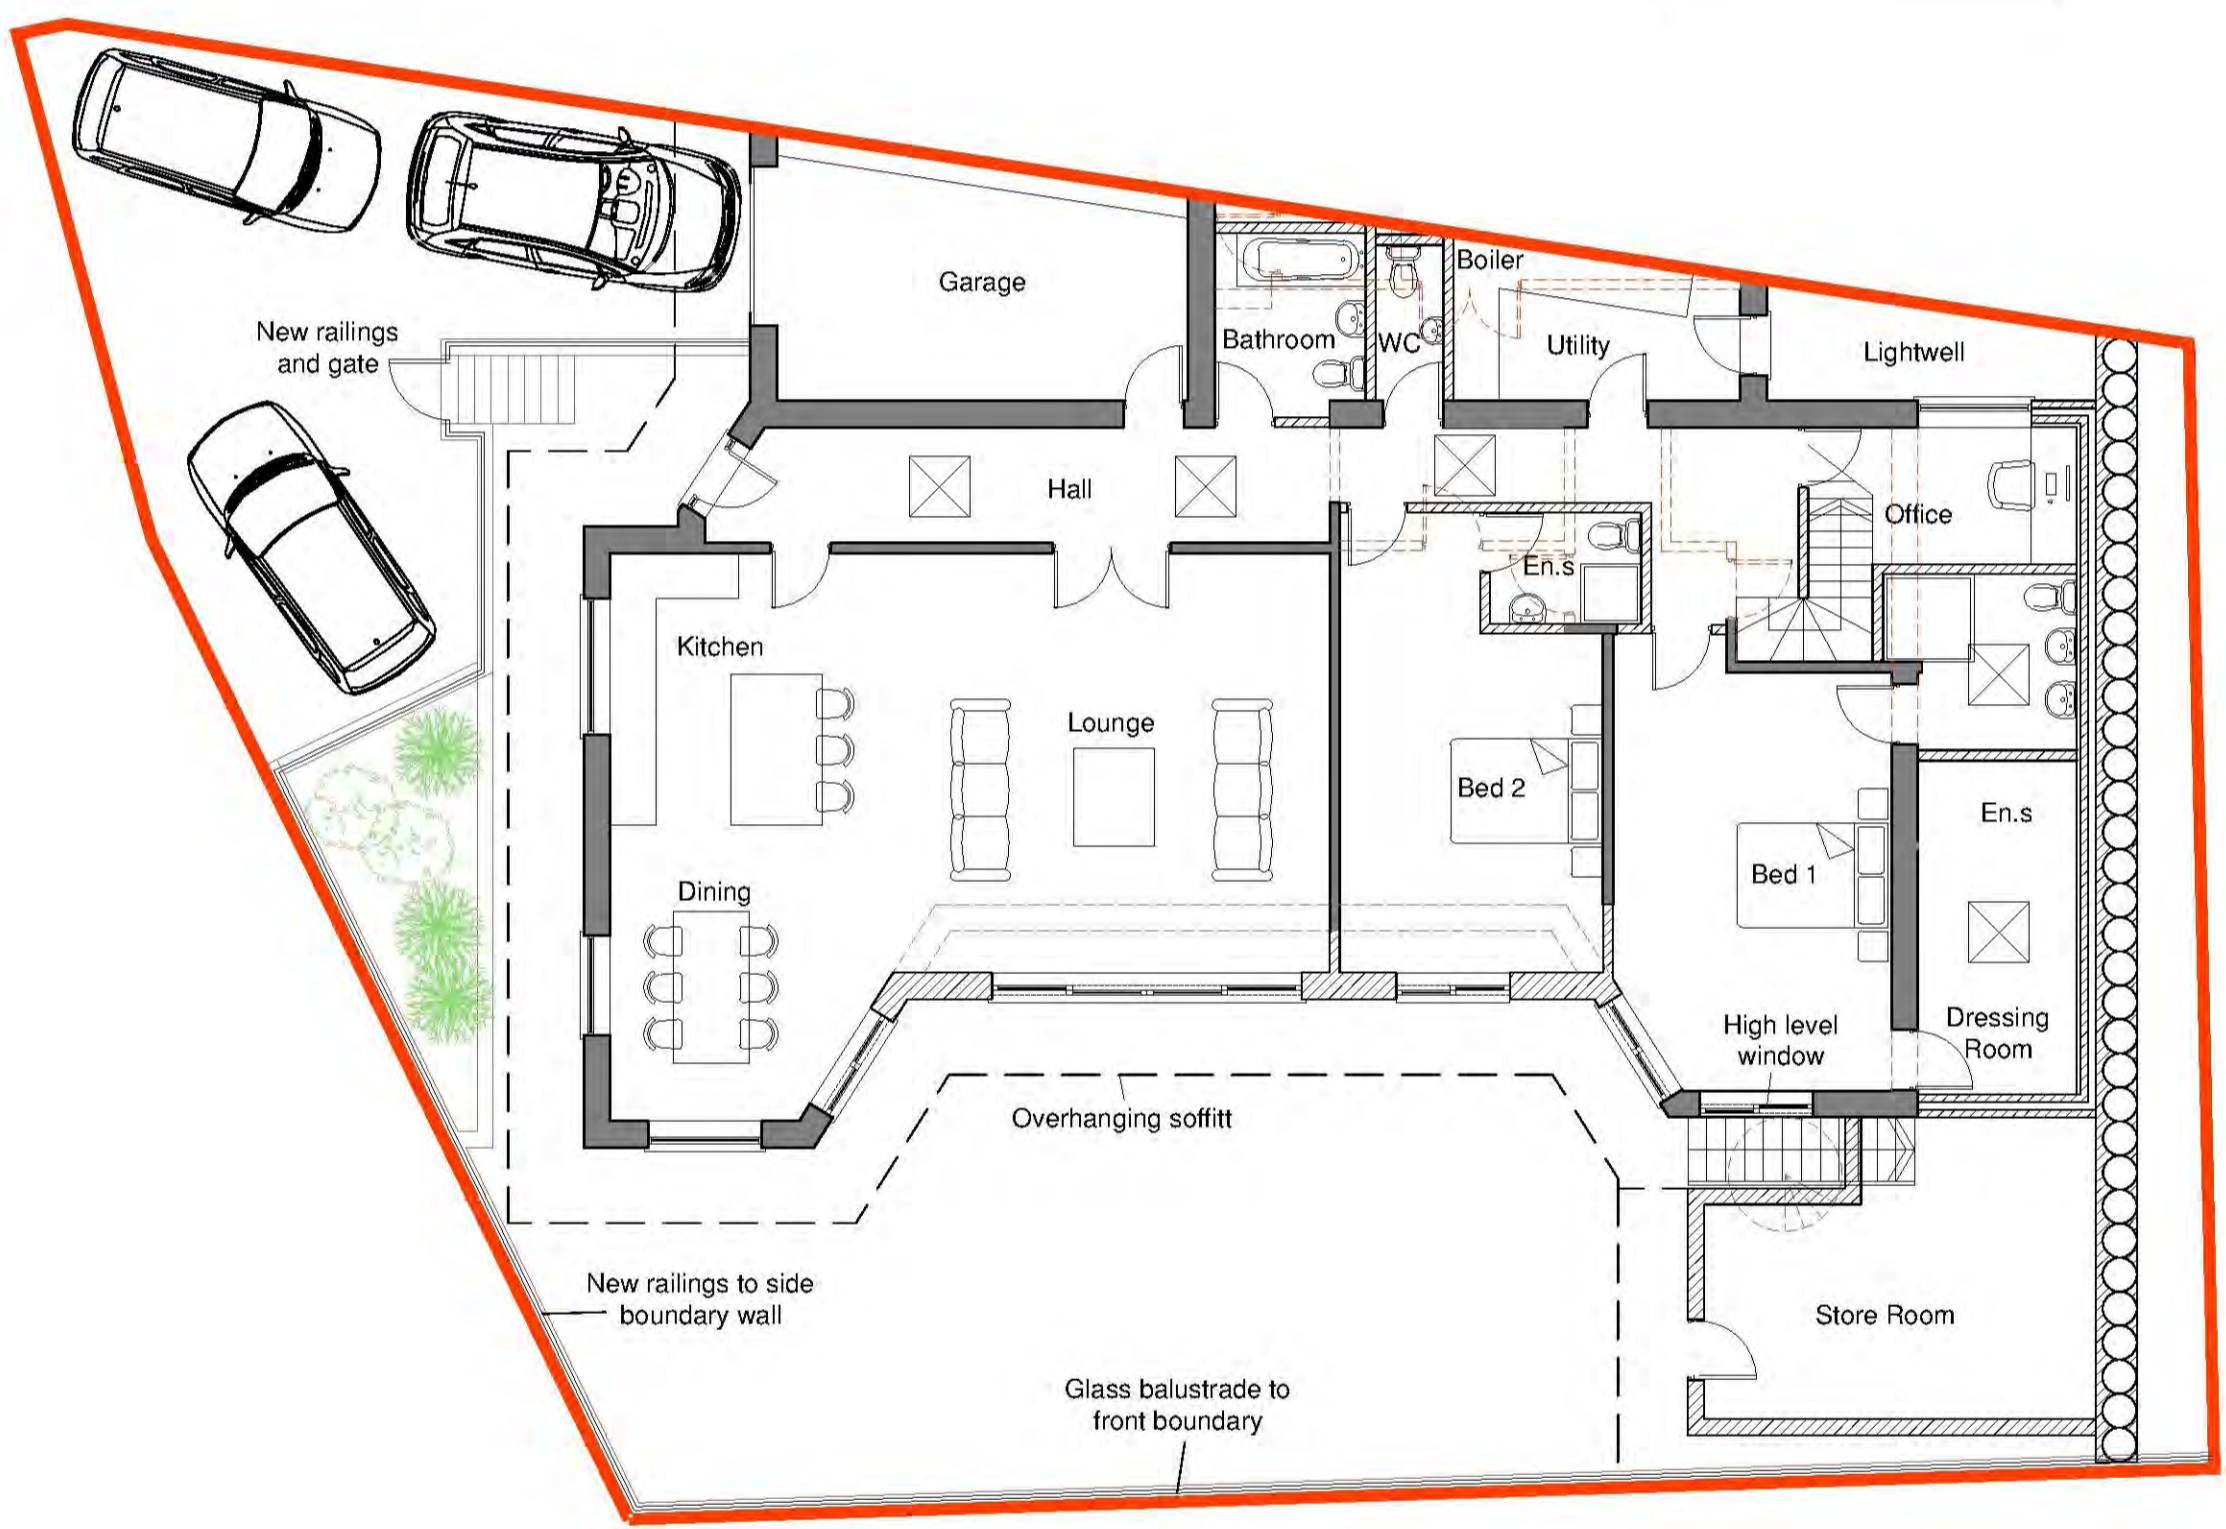 Boiler
Garage
New railings
and gate
Bathroom
WC
Utility
Lightwell
Hall
Office
En.s
Kitchen
Lounge
Bed 2
En.s
Bed 1
Dining
High level
window
Dressing
Room
Overhanging soffitt
New railings to side
boundary wall
Store Room
Glass balustrade to
front boundary